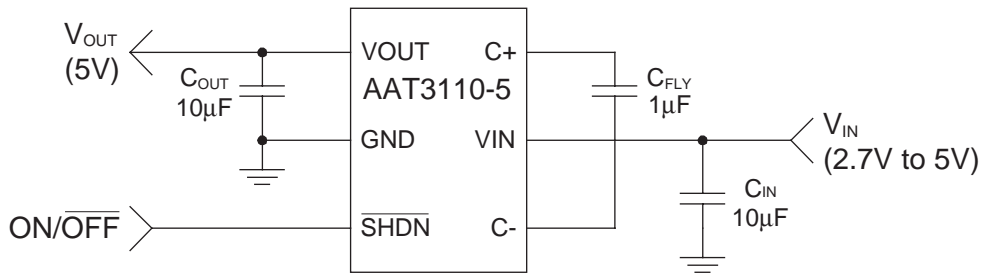 VOUT
(5V)
COUT
10μF
VOUT
C+
AAT3110-5
GND
VIN
SHDN
C-
CFLY
1μF
VIN
(2.7V to 5V)
CIN
10μF
ON/OFF